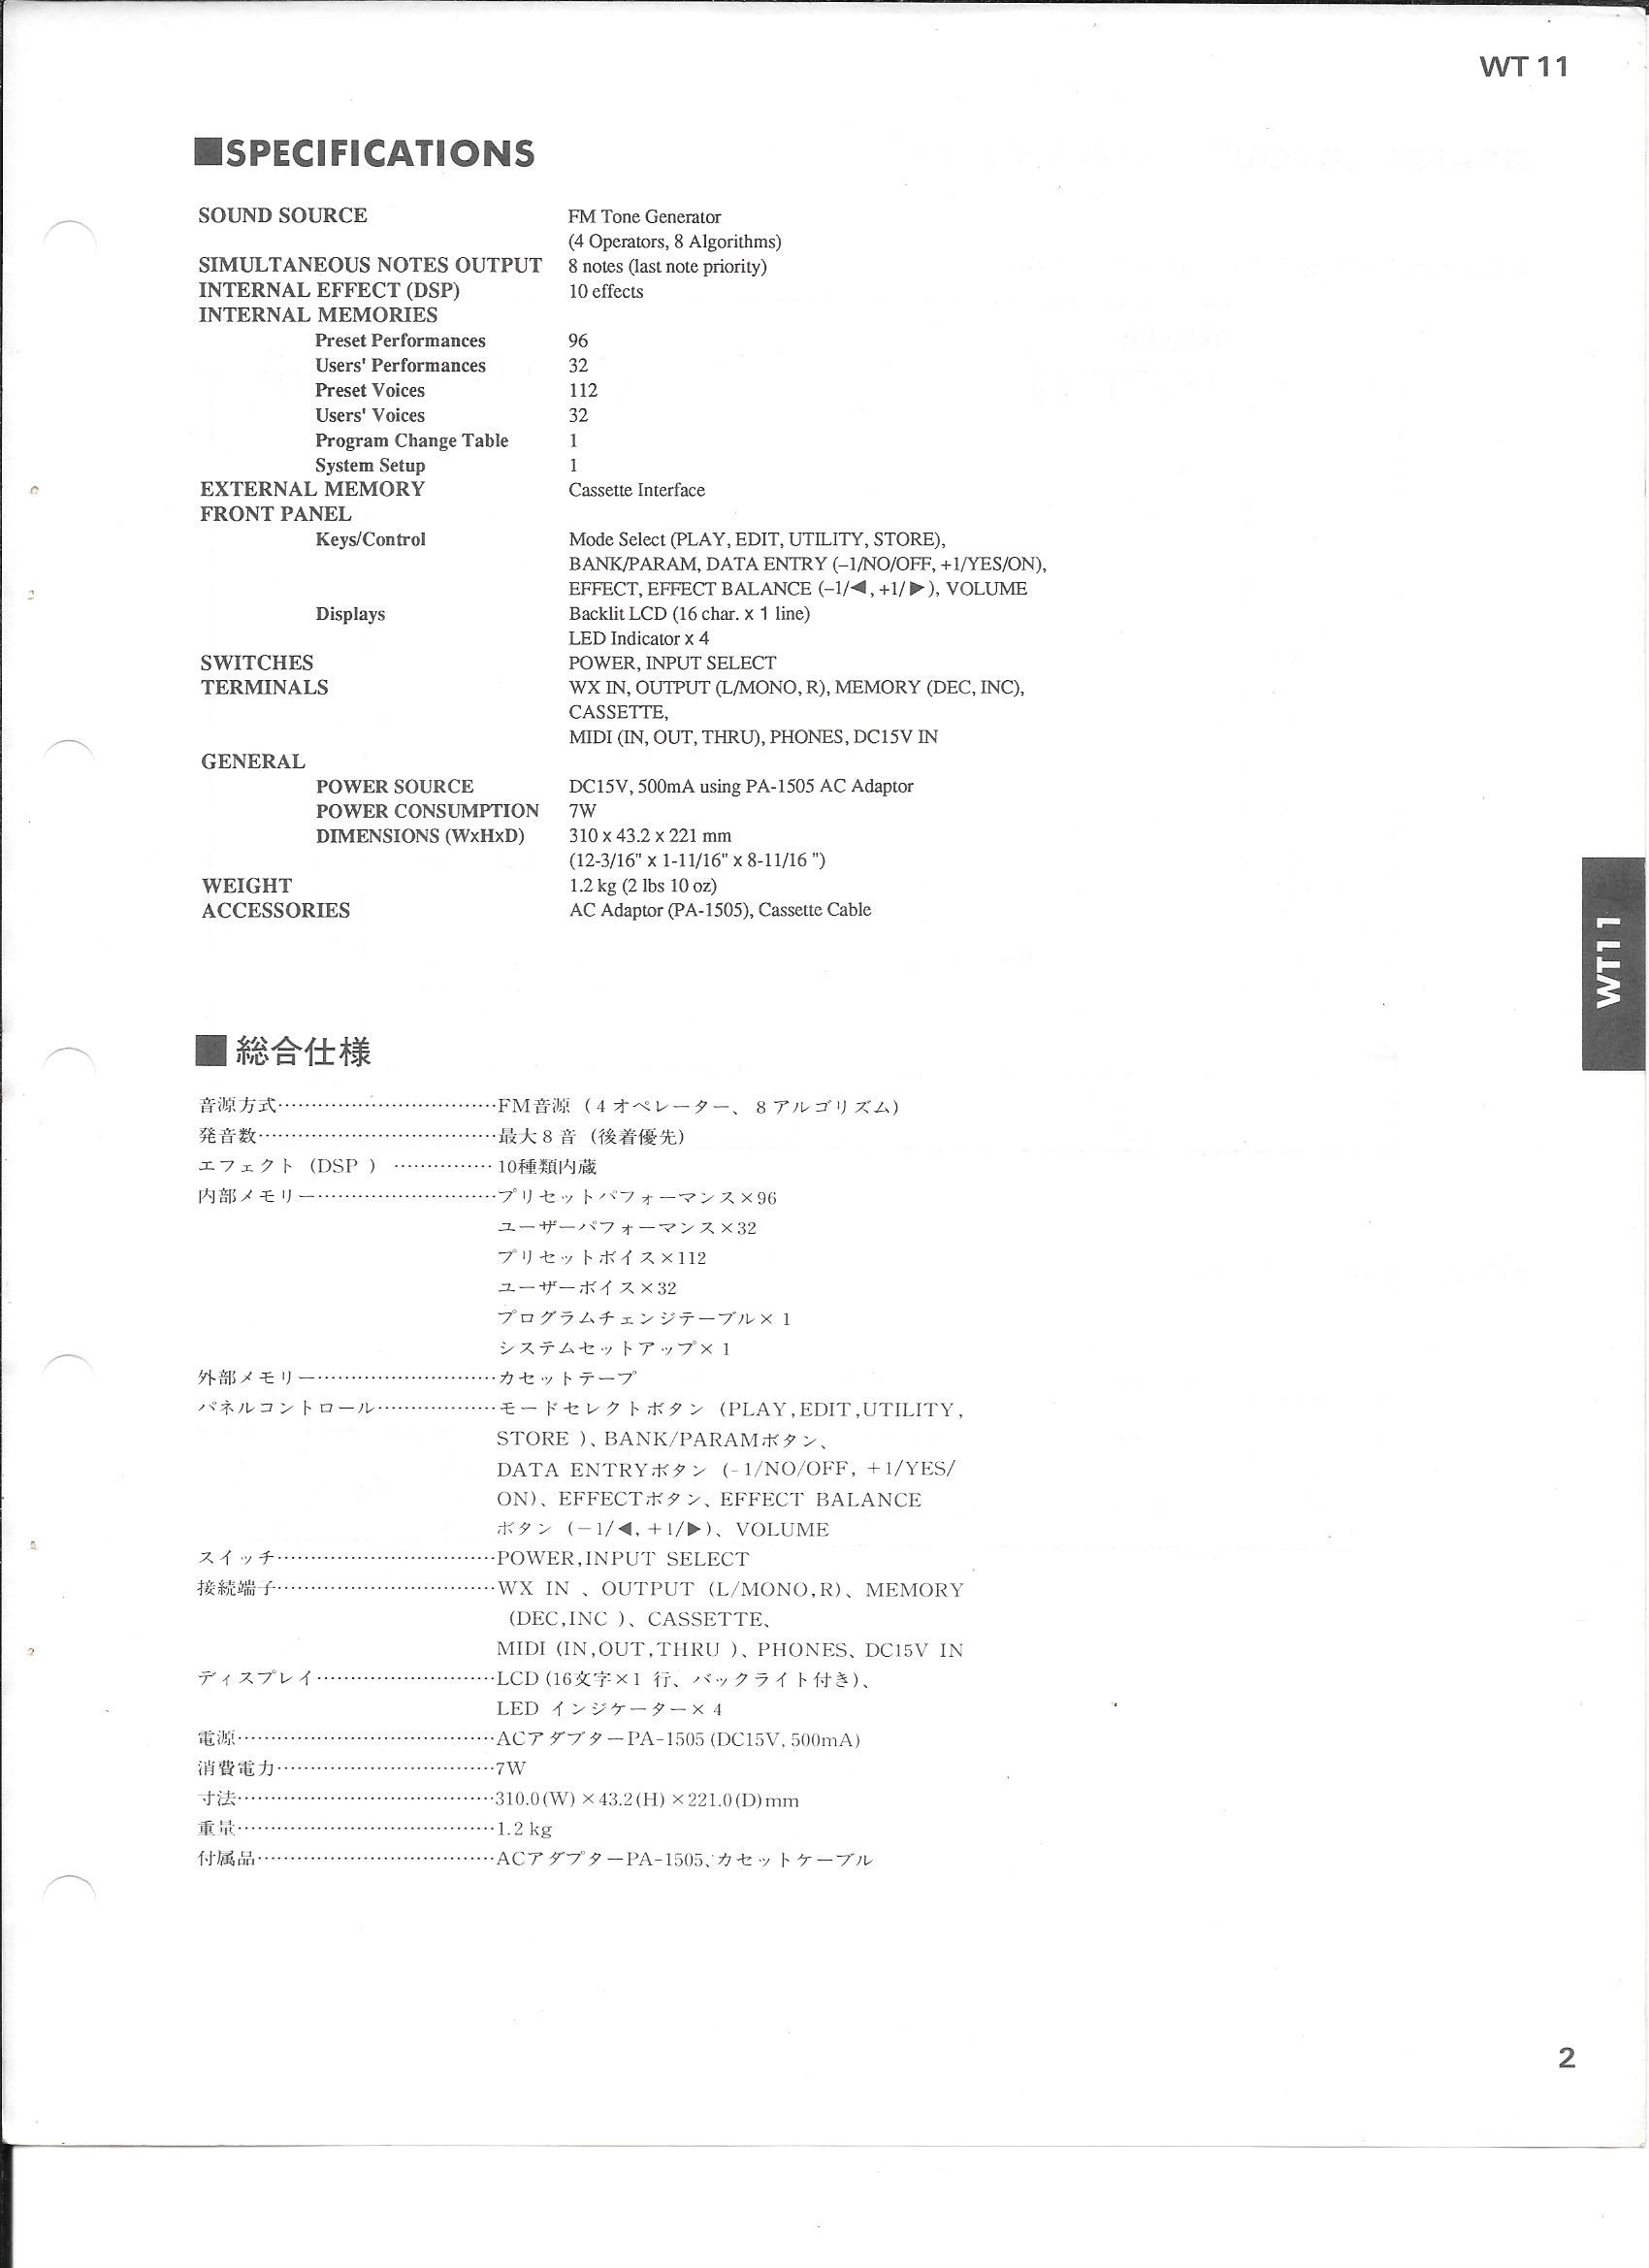 WT 11
■SPECIFICATIONS
SOUND SOURCE FM Tone Generator
(4 Operators, 8 Algorithms)
SIMULTANEOUS NOTES OUTPUT 8 notes (last note priority)
INTERNAL EFFECT (DSP) 10 effects
INTERNAL MEMORIES
Preset Performances 96
Users' Performances 32
Preset Voices 112
Users' Voices 32
Program Change Table 1
System Setup 1
EXTERNAL MEMORY Cassette Interface
FRONT PANEL
Keys/Control Mode Select (PLAY, EDIT, UTILITY, STORE),
BANK/PARAM, DATA ENTRY (–1/NO/OFF, +1/YES/ON),
EFFECT, EFFECT BALANCE (–1/◀, +1/▶), VOLUME
Displays Backlit LCD (16 char. x 1 line)
LED Indicator x 4
SWITCHES POWER, INPUT SELECT
TERMINALS WX IN, OUTPUT (L/MONO, R), MEMORY (DEC, INC),
CASSETTE,
MIDI (IN, OUT, THRU), PHONES, DC15V IN
GENERAL
POWER SOURCE DC15V, 500mA using PA-1505 AC Adaptor
POWER CONSUMPTION 7W
DIMENSIONS (WxHxD) 310 x 43.2 x 221 mm
(12-3/16" x 1-11/16" x 8-11/16 ")
WEIGHT 1.2 kg (2 lbs 10 oz)
ACCESSORIES AC Adaptor (PA-1505), Cassette Cable
WT11
■ 総合仕様
音源方式………………………………FM音源（4オペレーター、8アルゴリズム）
発音数…………………………………最大8音（後着優先）
エフェクト（DSP）……………10種類内蔵
内部メモリー…………………………プリセットパフォーマンス×96
ユーザーパフォーマンス×32
プリセットボイス×112
ユーザーボイス×32
プログラムチェンジテーブル×1
システムセットアップ×1
外部メモリー…………………………カセットテープ
パネルコントロール………………モードセレクトボタン（PLAY,EDIT,UTILITY,
STORE）、BANK/PARAMボタン、
DATA ENTRYボタン（-1/NO/OFF, +1/YES/
ON）、EFFECTボタン、EFFECT BALANCE
ボタン（－1/◀, +1/▶）、VOLUME
スイッチ………………………………POWER,INPUT SELECT
接続端子………………………………WX IN 、OUTPUT（L/MONO,R）、MEMORY
（DEC,INC）、CASSETTE、
MIDI（IN,OUT,THRU）、PHONES、DC15V IN
ディスプレイ…………………………LCD（16文字×1行、バックライト付き）、
LED インジケーター×4
電源……………………………………ACアダプターPA-1505（DC15V, 500mA）
消費電力………………………………7W
寸法……………………………………310.0(W)×43.2(H)×221.0(D)mm
重量……………………………………1.2 kg
付属品…………………………………ACアダプターPA-1505、カセットケーブル
2